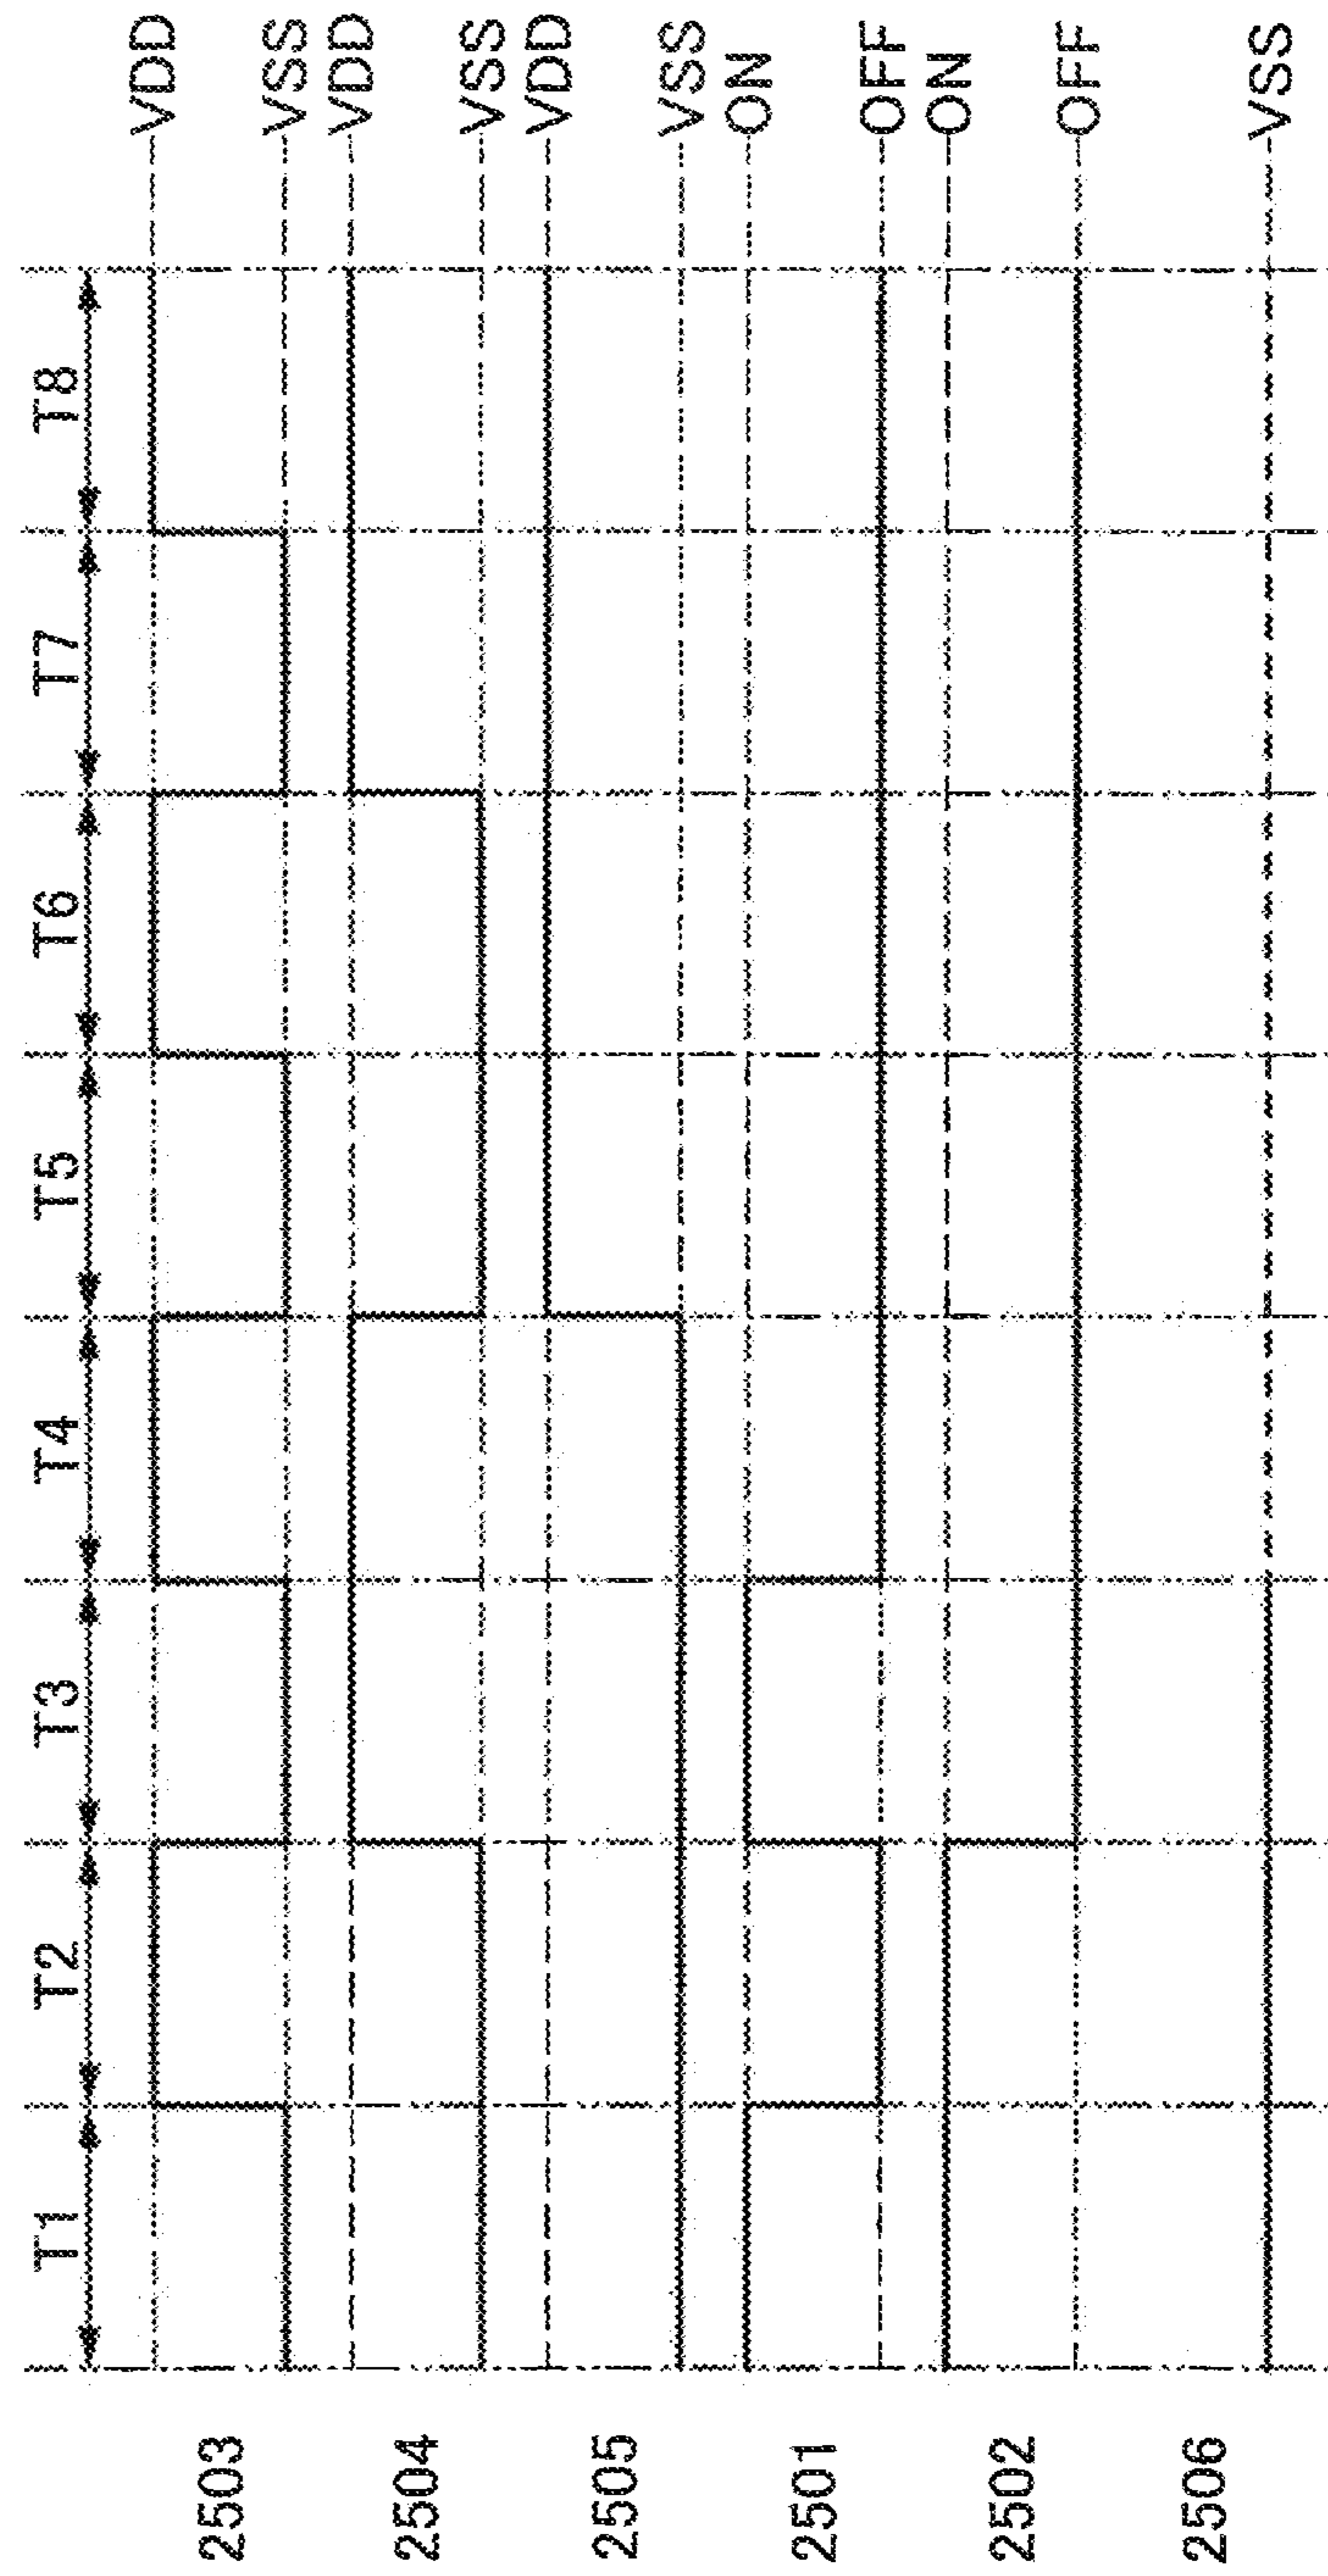 T1 T2 T3 T4 T5 T6 T7 T8
2503 VDD
VSS
2504 VDD
VSS
2505 VDD
VSS
2501 ON
OFF
2502 ON
OFF
2506 VSS